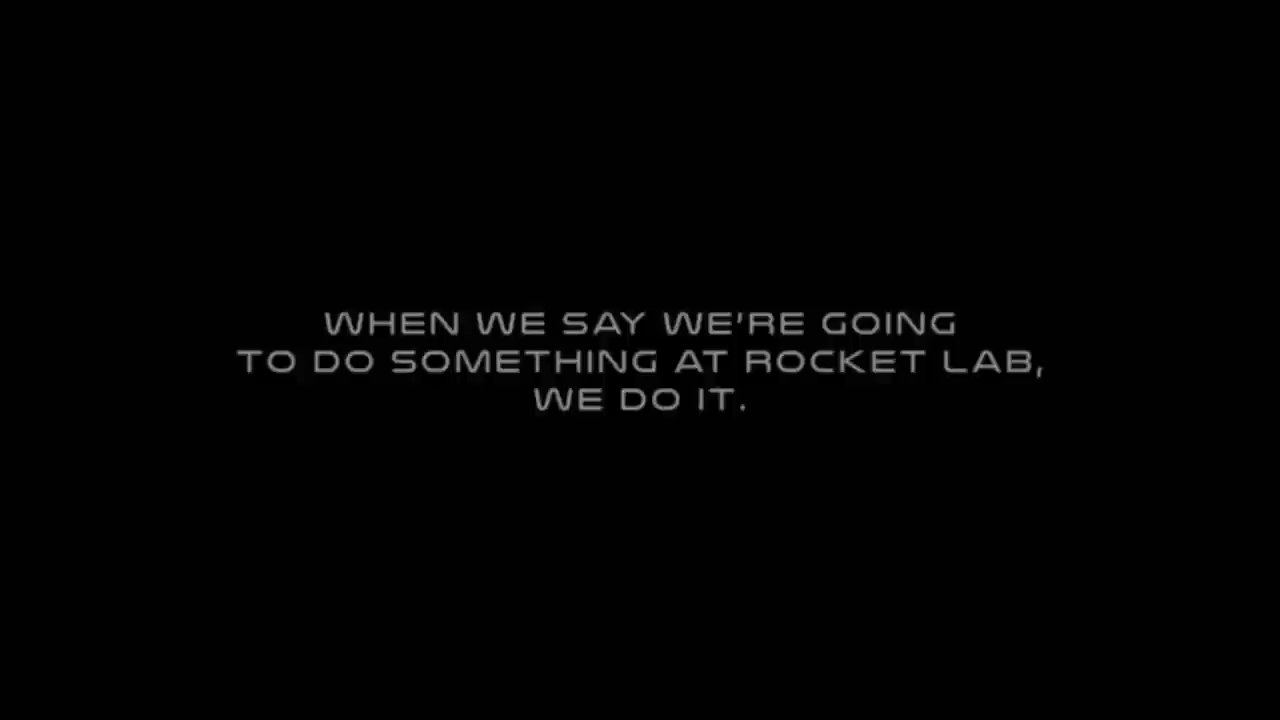 WHEN WE SAY WE'RE GOING
TO DO SOMETHING AT ROCKET LAB,
WE DO IT.